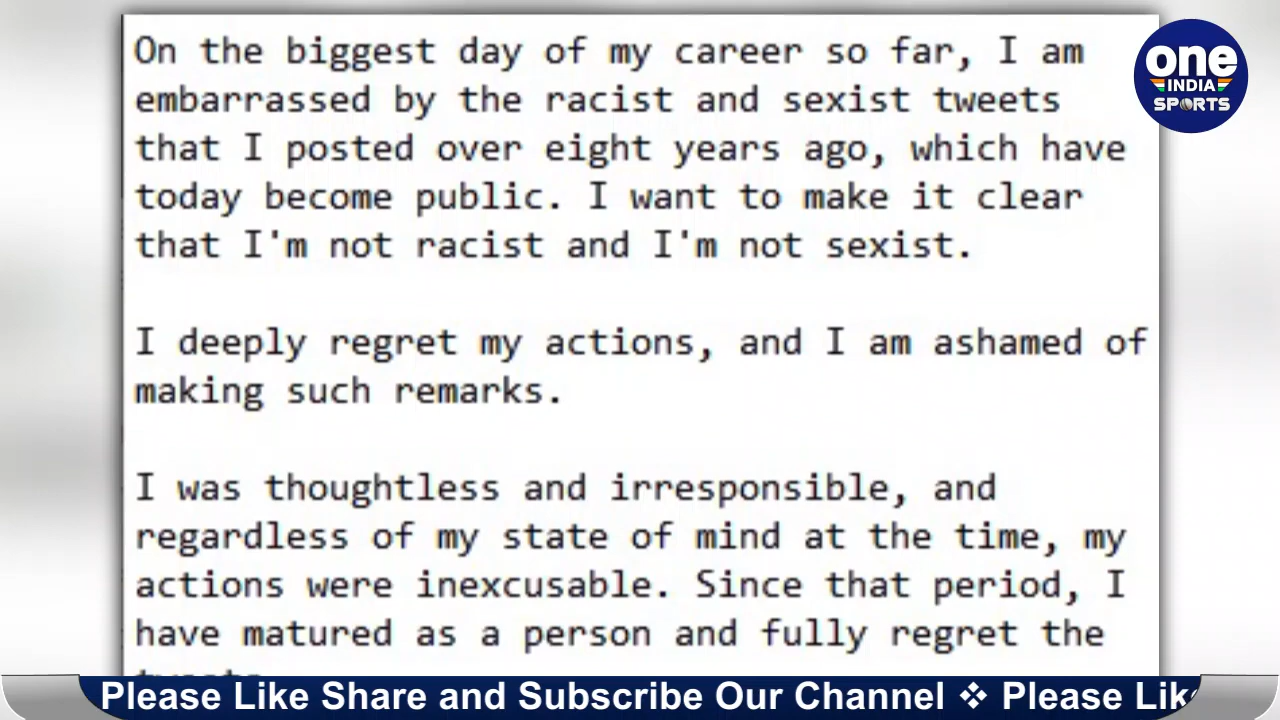 On the biggest day of my career so far, I am
embarrassed by the racist and sexist tweets
that I posted over eight years ago, which have
today become public. I want to make it clear
that I'm not racist and I'm not sexist.
I deeply regret my actions, and I am ashamed of
making such remarks.
I was thoughtless and irresponsible, and
regardless of my state of mind at the time, my
actions were inexcusable. Since that period, I
have matured as a person and fully regret the
one
INDIA
SPORTS
Please Like Share and Subscribe Our Channel ❖ Please